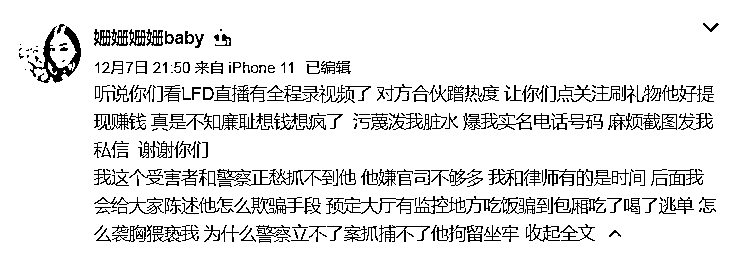 姗姗姗姗baby
12月7日 21:50 来自 iPhone 11 已编辑
听说你们看LFD直播有全程录视频了 对方合伙蹭热度 让你们点关注刷礼物他好提
现赚钱 真是不知廉耻想钱想疯了 污蔑泼我脏水 爆我实名电话号码 麻烦截图发我
私信 谢谢你们
我这个受害者和警察正愁抓不到他 他嫌官司不够多 我和律师有的是时间 后面我
会给大家陈述他怎么欺骗手段 预定大厅有监控地方吃饭骗到包厢吃了喝了逃单 怎
么袭胸猥亵我 为什么警察立不了案抓捕不了他拘留坐牢 收起全文